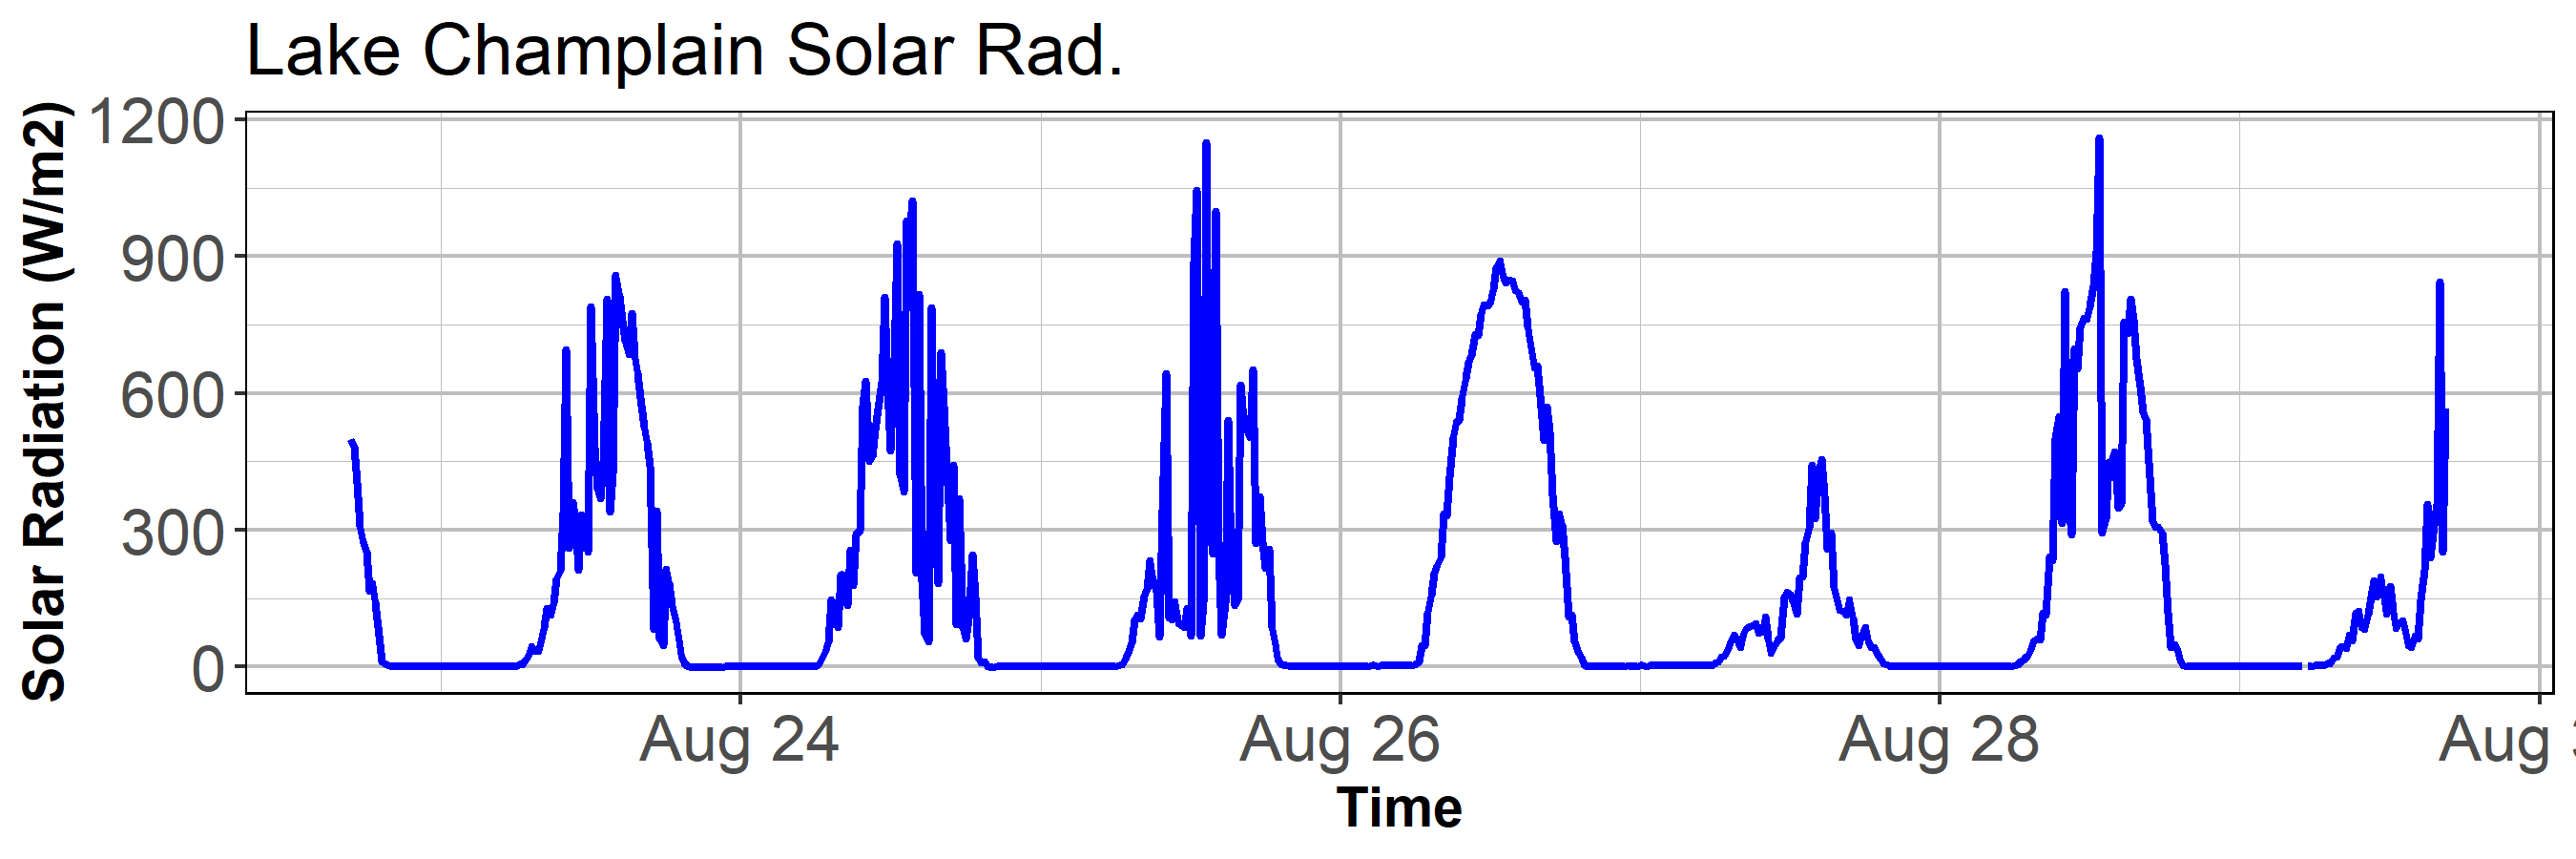 Lake Champlain Solar Rad.
Solar Radiation (W/m2)
1200
900
600
300
0
Aug 24
Aug 26
Aug 28
Aug
Time